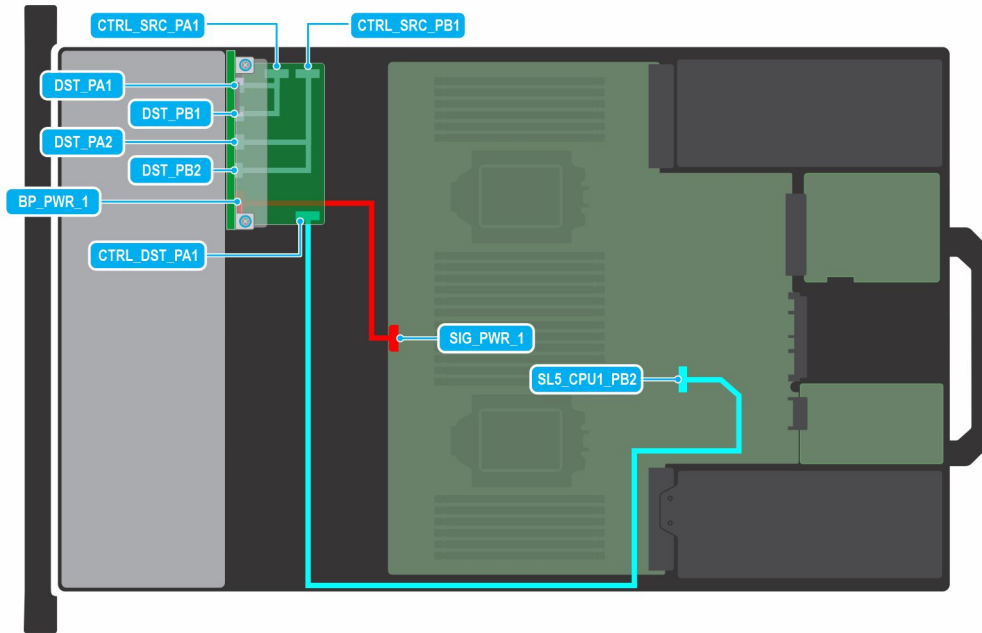 CTRL_SRC_PA1
CTRL_SRC_PB1
DST_PA1
DST_PB1
DST_PA2
DST_PB2
BP_PWR_1
CTRL_DST_PA1
SIG_PWR_1
SL5_CPU1_PB2